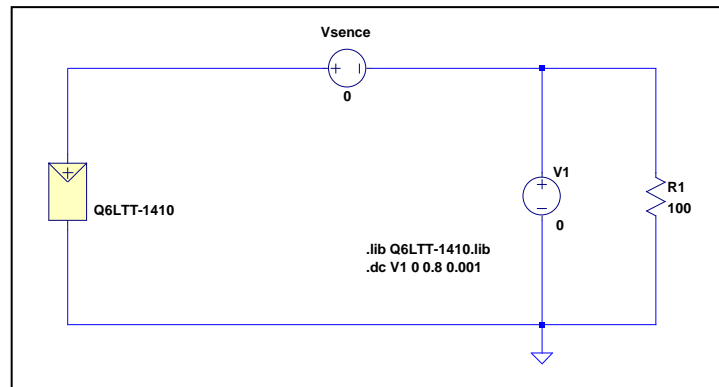 Vsence
+ −
0
+
Q6LTT-1410
V1
+
−
0
R1
100
.lib Q6LTT-1410.lib
.dc V1 0 0.8 0.001